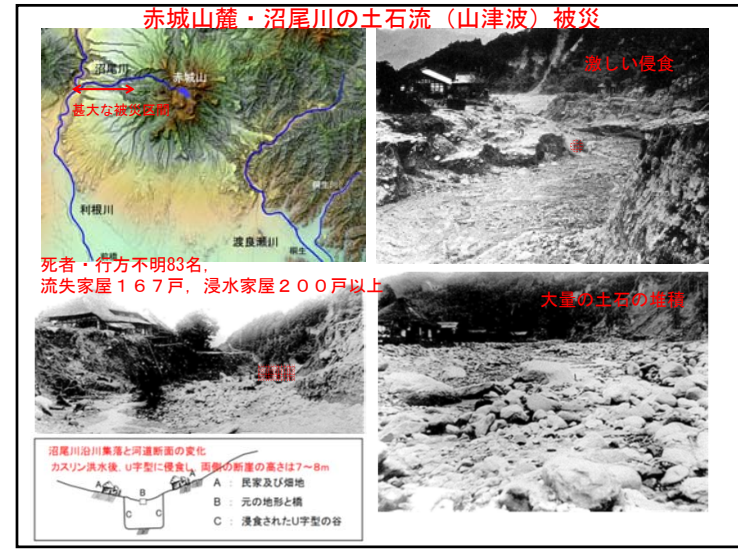 赤城山麓・沼尾川の土石流（山津波）被災
沼尾川
赤城山
甚大な被災区間
利根川
渡良瀬川
桐生川
桐生
前橋
激しい侵食
死者・行方不明83名，
流失家屋１６７戸，浸水家屋２００戸以上
大量の土石の堆積
沼尾川沿川集落と河道断面の変化
カスリン洪水後，U字型に侵食し，両側の断崖の高さは7～8m
A
A
B
C
C
A ： 民家及び畑地
B ： 元の地形と橋
C ： 浸食されたU字型の谷